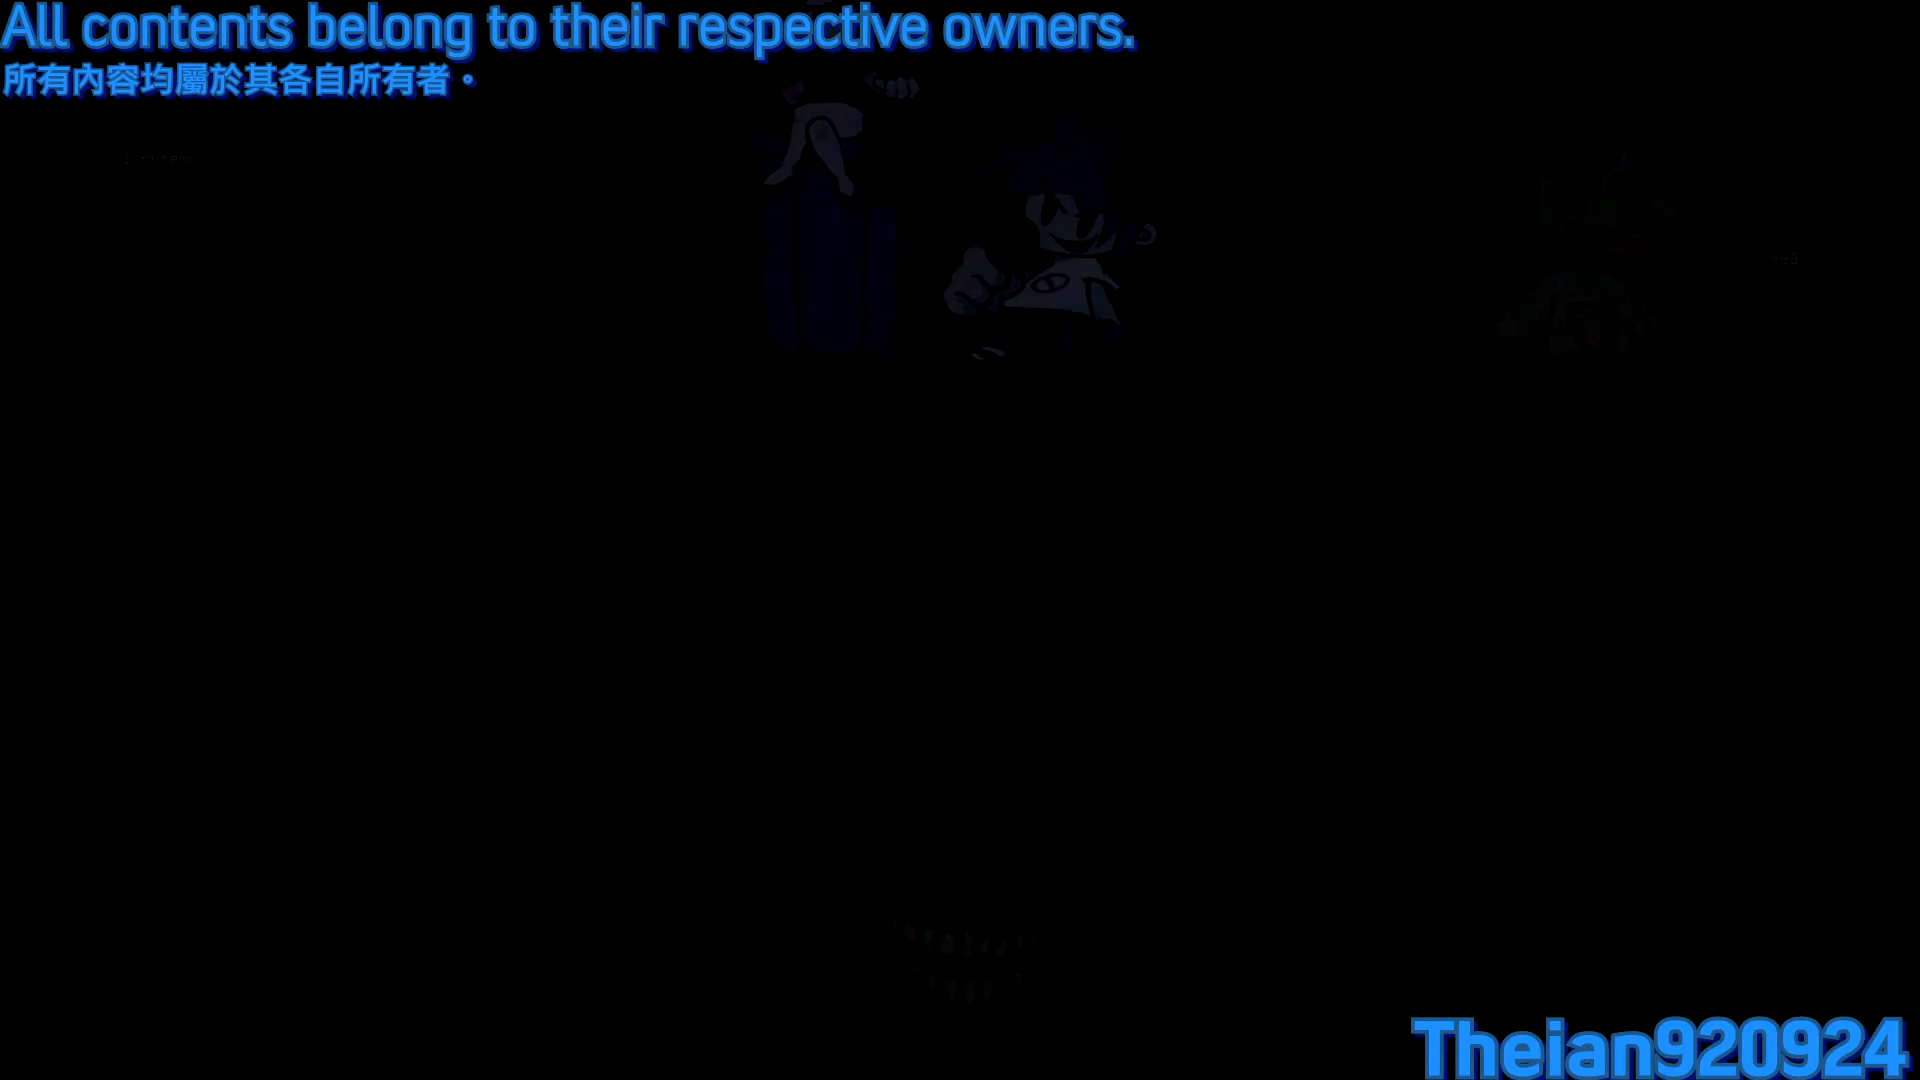 All contents belong to their respective owners.
所有內容均屬於其各自所有者。
Theian920924